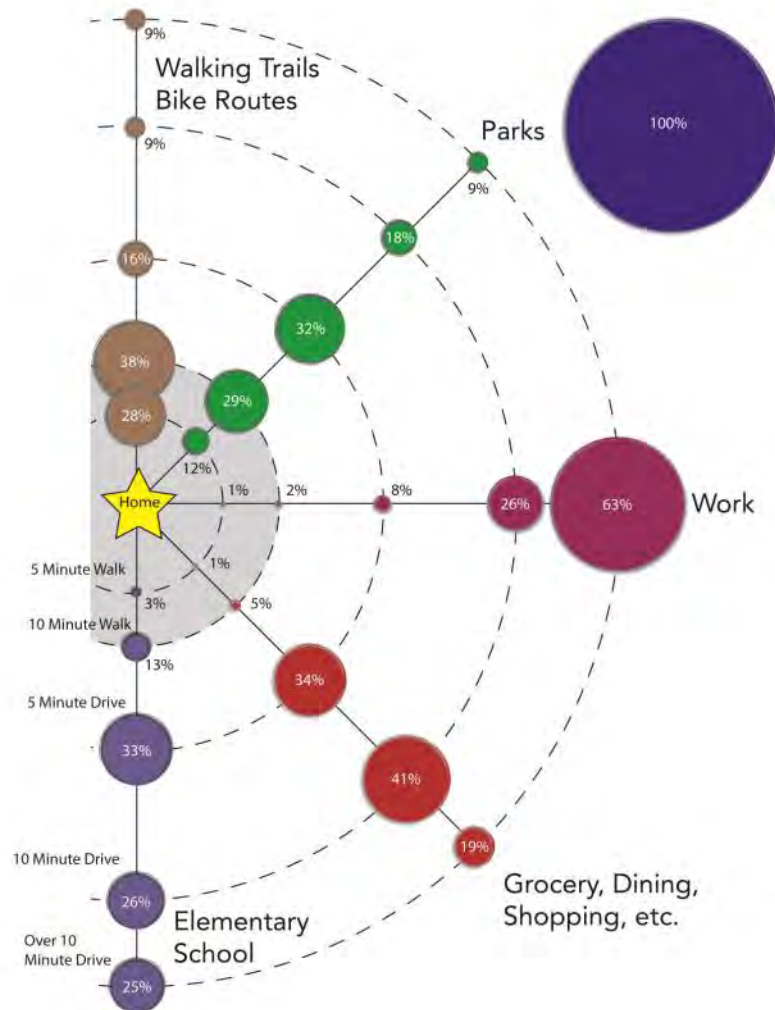 9%
Walking Trails
Bike Routes
9%
Parks
100%
9%
18%
16%
32%
38%
29%
28%
12%
Home
1%
2%
8%
26%
63%
Work
5 Minute Walk
1%
3%
5%
10 Minute Walk
13%
5 Minute Drive
34%
33%
41%
10 Minute Drive
19%
26%
Elementary
School
Grocery, Dining,
Shopping, etc.
Over 10
Minute Drive
25%